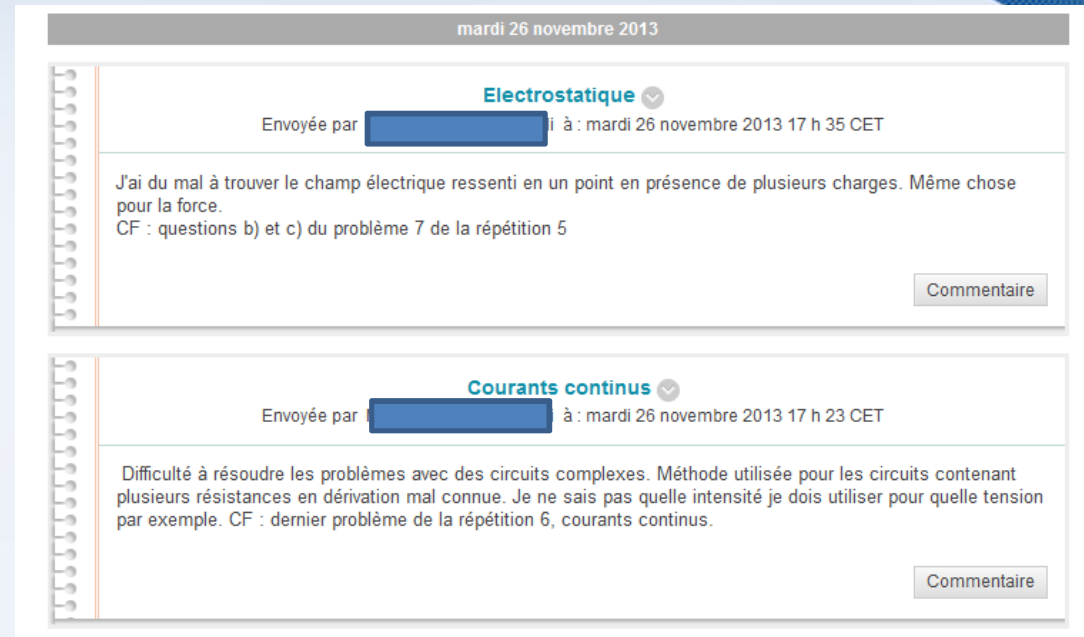 mardi 26 novembre 2013
Electrostatique
Envoyée par i à : mardi 26 novembre 2013 17 h 35 CET
J'ai du mal à trouver le champ électrique ressenti en un point en présence de plusieurs charges. Même chose
pour la force.
CF : questions b) et c) du problème 7 de la répétition 5
Commentaire
Courants continus
Envoyée par i à : mardi 26 novembre 2013 17 h 23 CET
Difficulté à résoudre les problèmes avec des circuits complexes. Méthode utilisée pour les circuits contenant
plusieurs résistances en dérivation mal connue. Je ne sais pas quelle intensité je dois utiliser pour quelle tension
par exemple. CF : dernier problème de la répétition 6, courants continus.
Commentaire